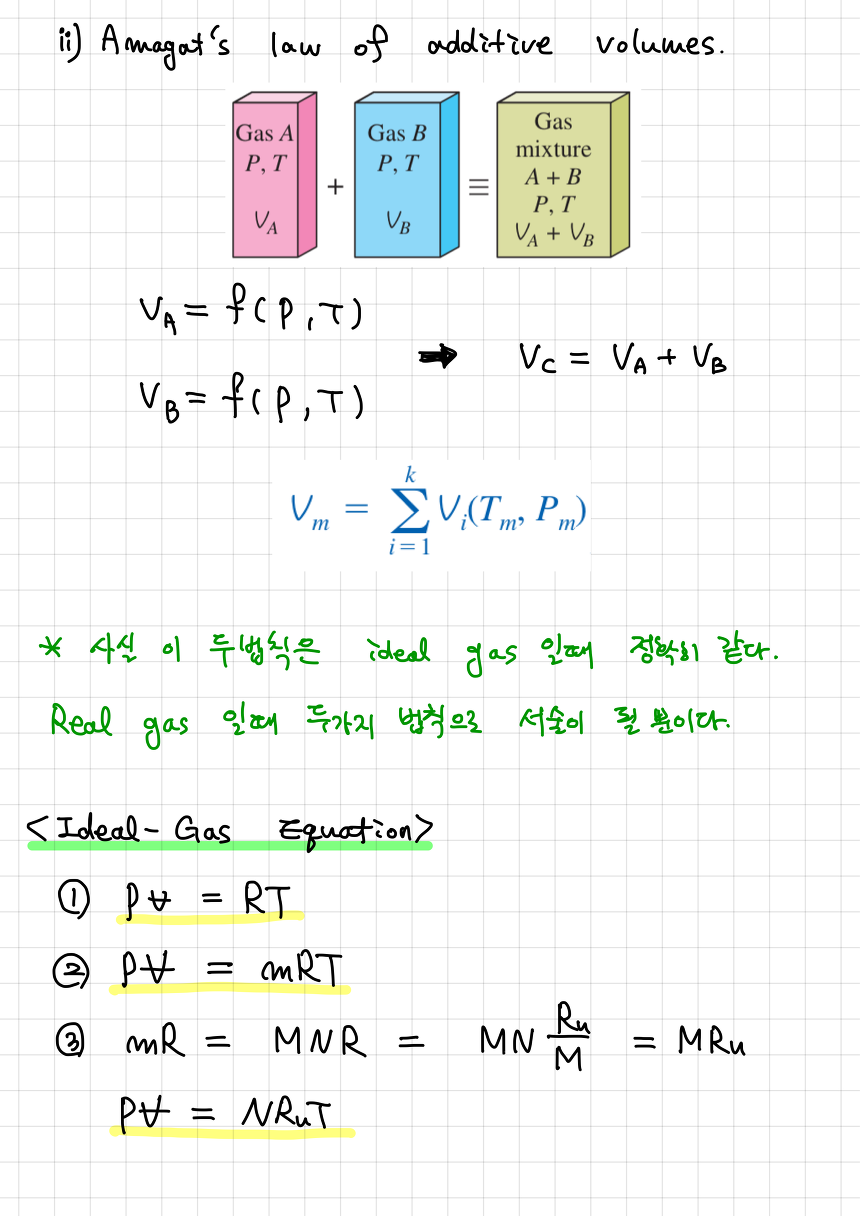 ii) Amagat's law of additive volumes.
Gas A P, T V_A + Gas B P, T V_B ≡ Gas mixture A + B P, T V_A + V_B
V_A = f(P, T)
➡ V_C = V_A + V_B
V_B = f(P, T)
V_m = \sum_{i=1}^{k} V_i(T_m, P_m)
* 사실 이 두법칙은 ideal gas 일때 정확히 같다.
Real gas 일때 두가지 법칙으로 서술이 될 뿐이다.
<Ideal-Gas Equation>
① PV̶ = RT
② PV̶ = mRT
③ mR = MNR = MN \frac{R_u}{M} = MR_u
PV̶ = NR_uT